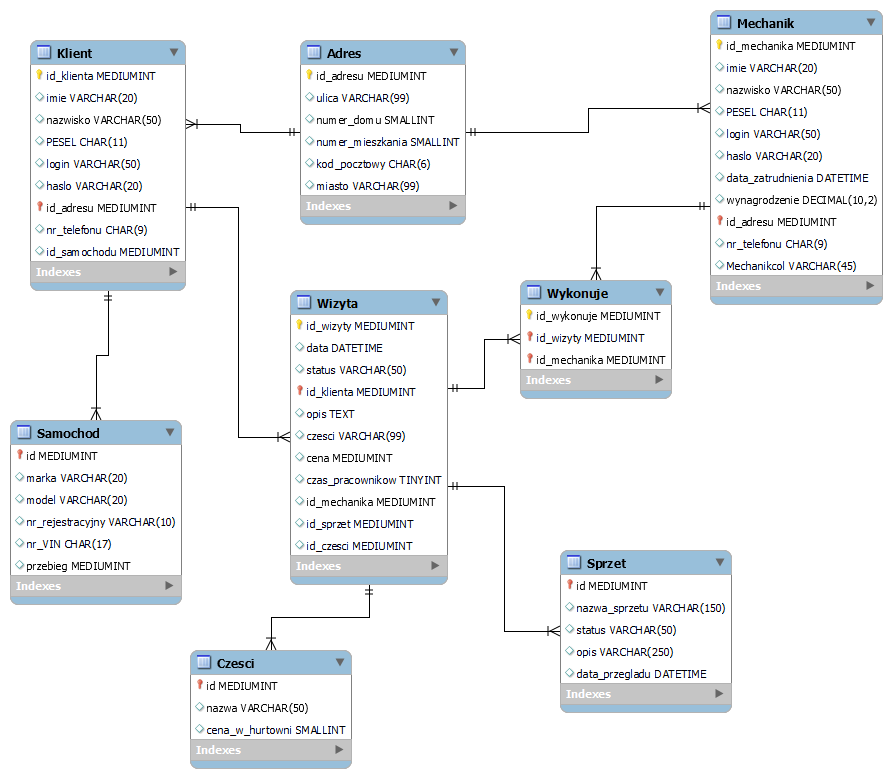 Klient
id_klienta MEDIUMINT
imie VARCHAR(20)
nazwisko VARCHAR(50)
PESEL CHAR(11)
login VARCHAR(50)
haslo VARCHAR(20)
id_adresu MEDIUMINT
nr_telefonu CHAR(9)
id_samochodu MEDIUMINT
Indexes
Adres
id_adresu MEDIUMINT
ulica VARCHAR(99)
numer_domu SMALLINT
numer_mieszkania SMALLINT
kod_pocztowy CHAR(6)
miasto VARCHAR(99)
Indexes
Mechanik
id_mechanika MEDIUMINT
imie VARCHAR(20)
nazwisko VARCHAR(50)
PESEL CHAR(11)
login VARCHAR(50)
haslo VARCHAR(20)
data_zatrudnienia DATETIME
wynagrodzenie DECIMAL(10,2)
id_adresu MEDIUMINT
nr_telefonu CHAR(9)
Mechanikcol VARCHAR(45)
Indexes
Wizyta
id_wizyty MEDIUMINT
data DATETIME
status VARCHAR(50)
id_klienta MEDIUMINT
opis TEXT
czesci VARCHAR(99)
cena MEDIUMINT
czas_pracownikow TINYINT
id_mechanika MEDIUMINT
id_sprzet MEDIUMINT
id_czesci MEDIUMINT
Indexes
Wykonuje
id_wykonuje MEDIUMINT
id_wizyty MEDIUMINT
id_mechanika MEDIUMINT
Indexes
Samochod
id MEDIUMINT
marka VARCHAR(20)
model VARCHAR(20)
nr_rejestracyjny VARCHAR(10)
nr_VIN CHAR(17)
przebieg MEDIUMINT
Indexes
Sprzet
id MEDIUMINT
nazwa_sprzetu VARCHAR(150)
status VARCHAR(50)
opis VARCHAR(250)
data_przegladu DATETIME
Indexes
Czesci
id MEDIUMINT
nazwa VARCHAR(50)
cena_w_hurtowni SMALLINT
Indexes